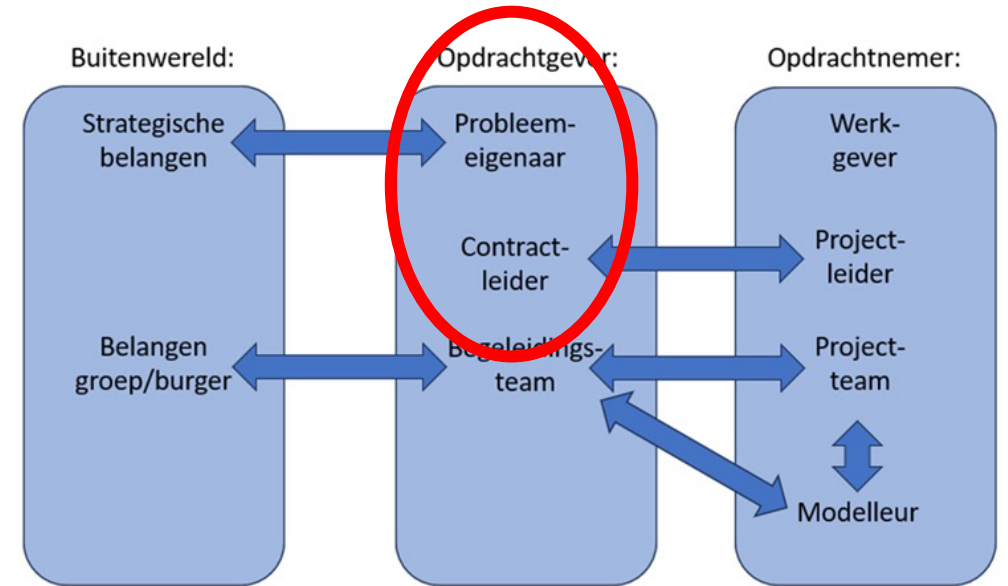 Buitenwereld:
Strategische
belangen
Belangen
groep/burger
Opdrachtgever:
Probleem-
eigenaar
Contract-
leider
Begeleidings-
team
Opdrachtnemer:
Werk-
gever
Project-
leider
Project-
team
Modelleur